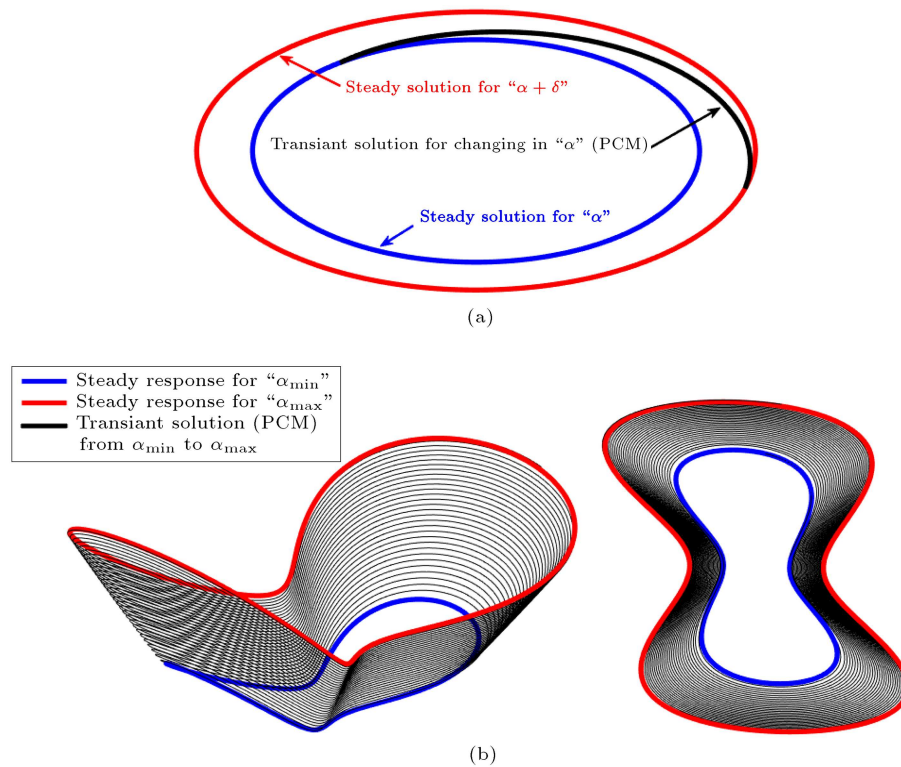 Steady solution for “α + δ”
Transiant solution for changing in “α” (PCM)
Steady solution for “α”
(a)
Steady response for “αmin”
Steady response for “αmax”
Transiant solution (PCM)
from αmin to αmax
(b)